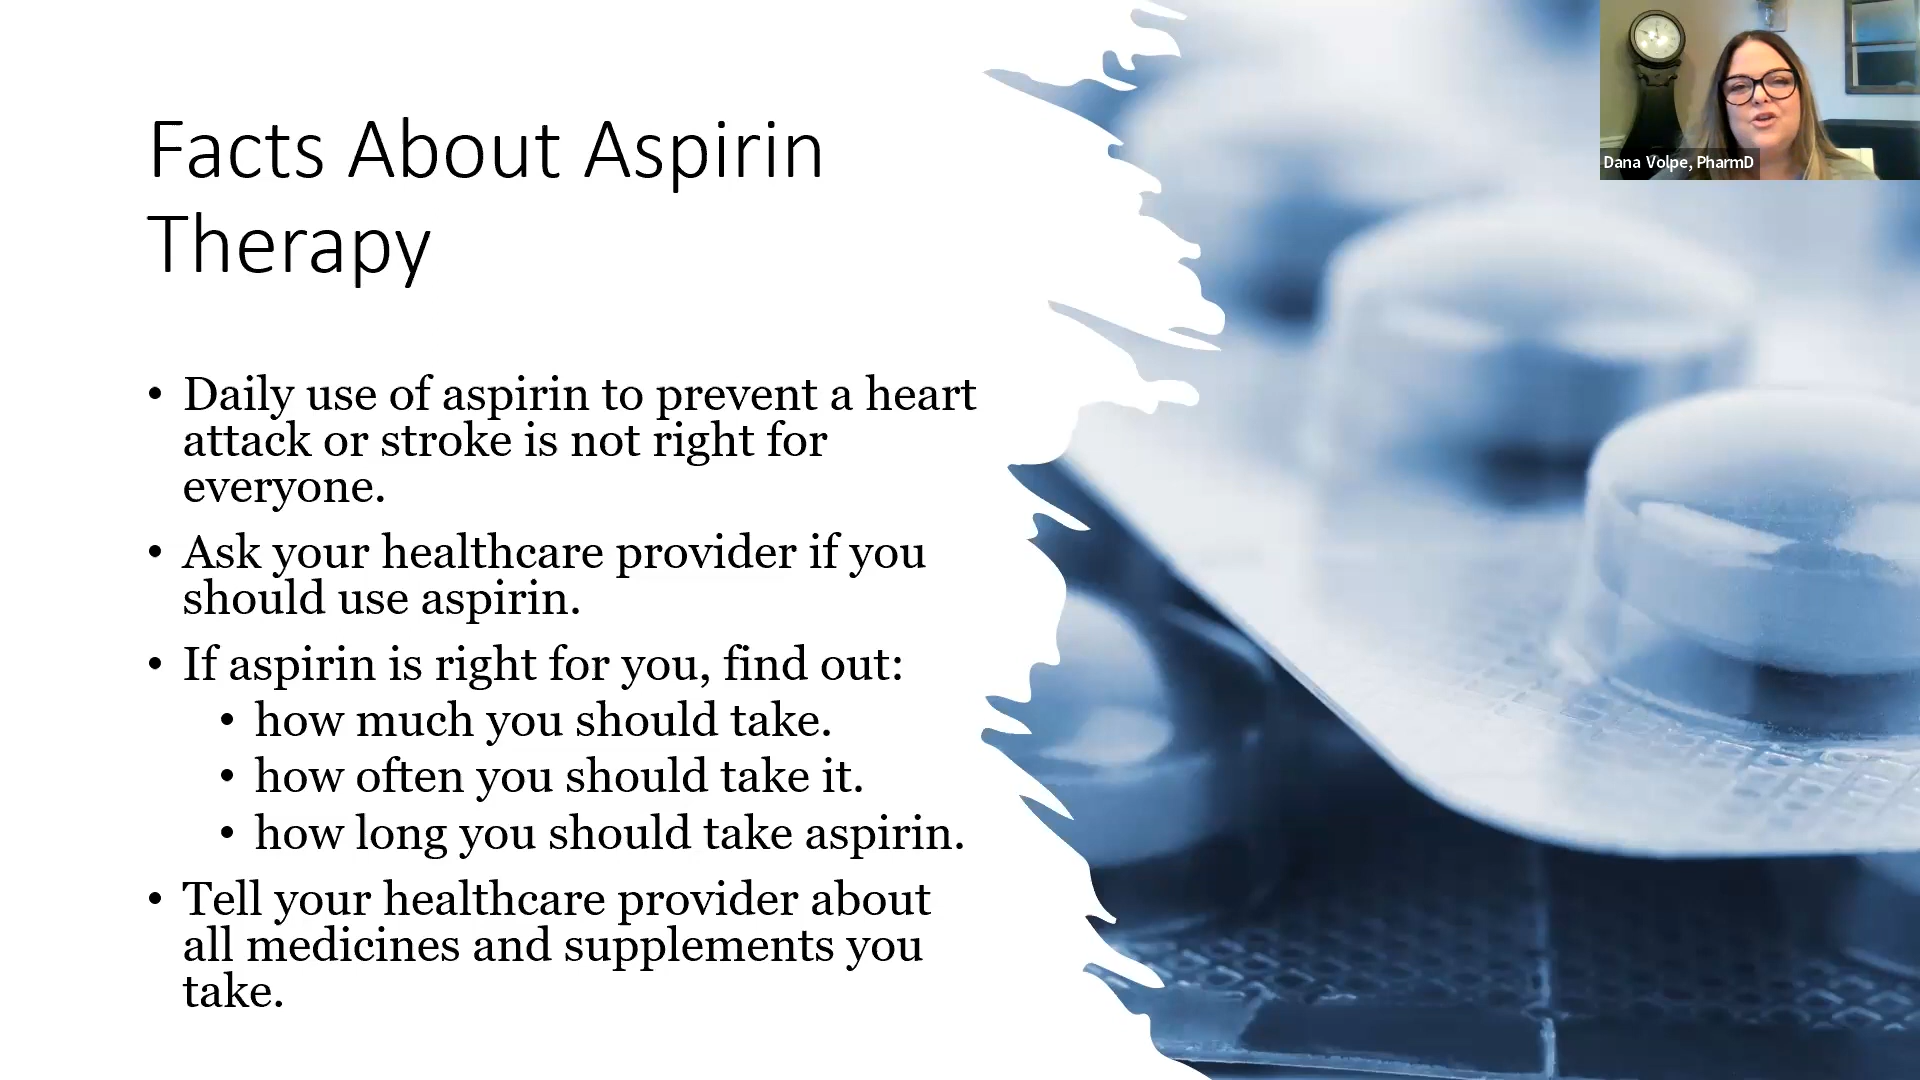 Facts About Aspirin
Therapy
• Daily use of aspirin to prevent a heart
attack or stroke is not right for
everyone.
• Ask your healthcare provider if you
should use aspirin.
• If aspirin is right for you, find out:
• how much you should take.
• how often you should take it.
• how long you should take aspirin.
• Tell your healthcare provider about
all medicines and supplements you
take.
Dana Volpe, PharmD